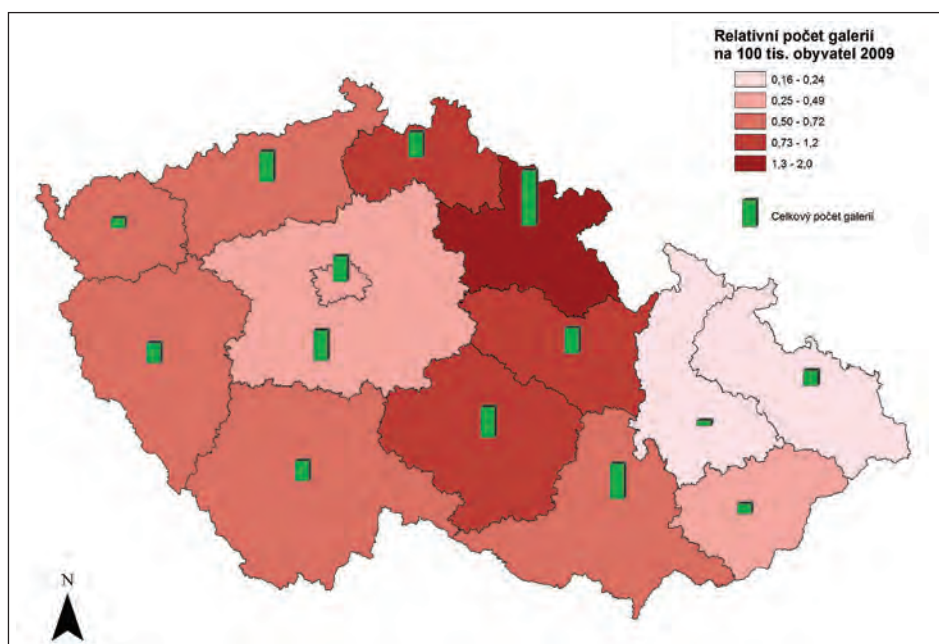 Relativní počet galerií
na 100 tis. obyvatel 2009
0,16 - 0,24
0,25 - 0,49
0,50 - 0,72
0,73 - 1,2
1,3 - 2,0
Celkový počet galerií
N